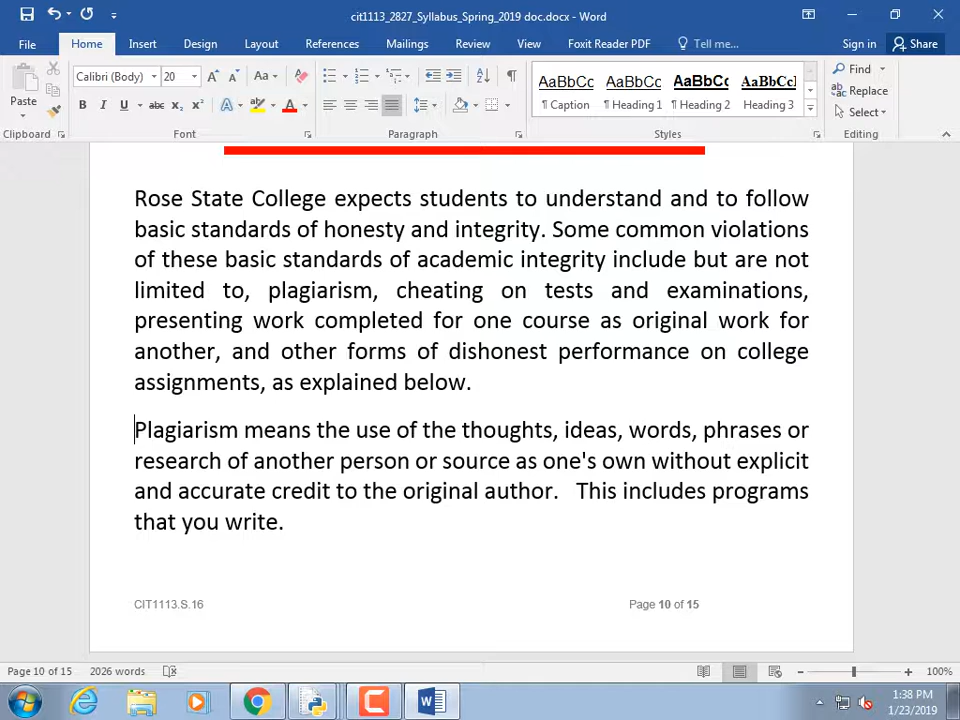 cit1113_2827_Syllabus_Spring_2019 doc.docx - Word
File Home Insert Design Layout References Mailings Review View Foxit Reader PDF Tell me... Sign in Share
Calibri (Body) 20 Aa
Paste
B I U abc x₂ x² A A
AaBbCc AaBbCc AaBbCc AaBbCcI
¶ Caption ¶ Heading 1 ¶ Heading 2 Heading 3
Find
Replace
Select
Clipboard Font Paragraph Styles Editing
Rose State College expects students to understand and to follow
basic standards of honesty and integrity. Some common violations
of these basic standards of academic integrity include but are not
limited to, plagiarism, cheating on tests and examinations,
presenting work completed for one course as original work for
another, and other forms of dishonest performance on college
assignments, as explained below.
Plagiarism means the use of the thoughts, ideas, words, phrases or
research of another person or source as one's own without explicit
and accurate credit to the original author. This includes programs
that you write.
CIT1113.S.16 Page 10 of 15
Page 10 of 15 2026 words 100%
1:38 PM
1/23/2019